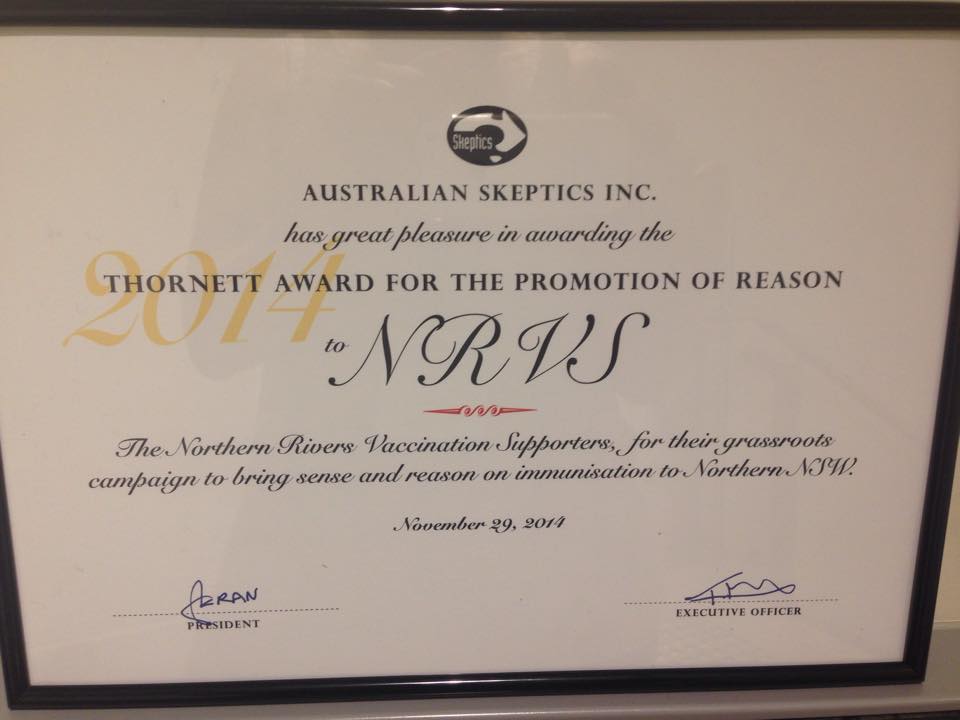 Skeptics
AUSTRALIAN SKEPTICS INC.
has great pleasure in awarding the
2014
THORNETT AWARD FOR THE PROMOTION OF REASON
to NRVS
The Northern Rivers Vaccination Supporters, for their grassroots
campaign to bring sense and reason on immunisation to Northern NSW.
November 29, 2014
PRESIDENT
EXECUTIVE OFFICER